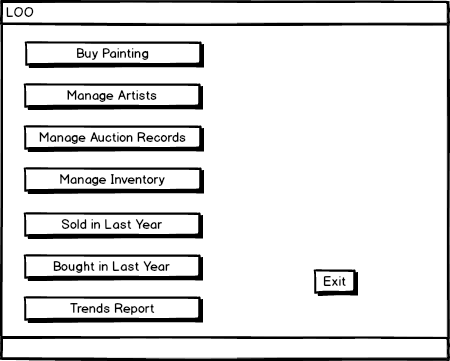 LOO
Buy Painting
Manage Artists
Manage Auction Records
Manage Inventory
Sold in Last Year
Bought in Last Year
Exit
Trends Report